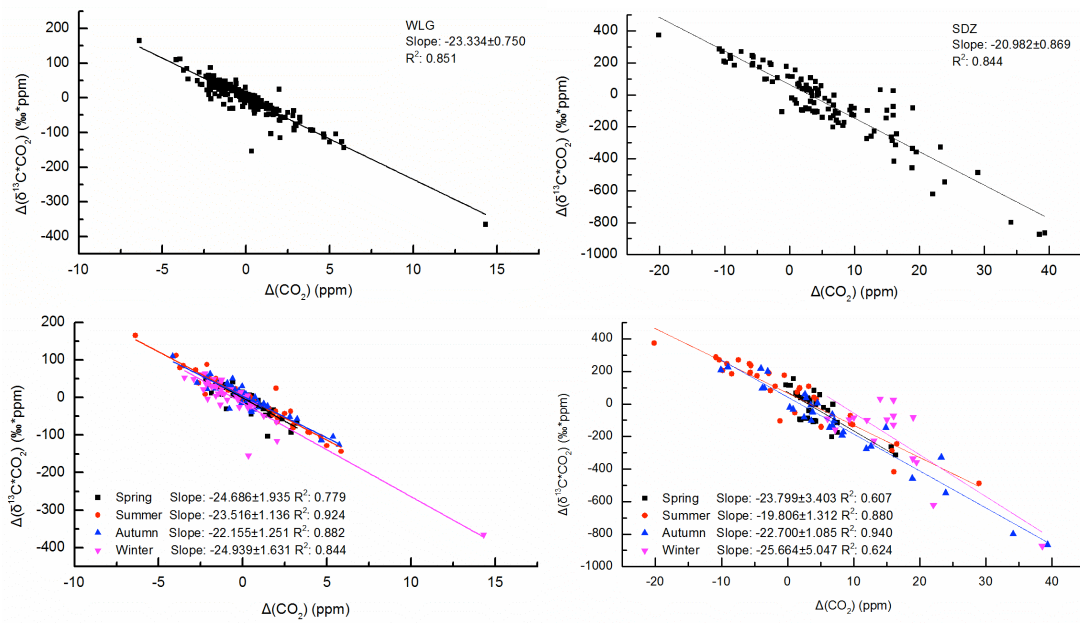 WLG
Slope: -23.334±0.750
R²: 0.851
200
100
0
-100
-200
-300
-400
-10
-5
0
5
10
15
Δ(δ¹³C*CO₂) (‰*ppm)
Δ(CO₂) (ppm)
SDZ
Slope: -20.982±0.869
R²: 0.844
400
200
0
-200
-400
-600
-800
-1000
-20
-10
0
10
20
30
40
Δ(δ¹³C*CO₂) (‰*ppm)
Δ(CO₂) (ppm)
200
100
0
-100
-200
-300
-400
Spring Slope: -24.686±1.935 R²: 0.779
Summer Slope: -23.516±1.136 R²: 0.924
Autumn Slope: -22.155±1.251 R²: 0.882
Winter Slope: -24.939±1.631 R²: 0.844
-10
-5
0
5
10
15
Δ(δ¹³C*CO₂) (‰*ppm)
Δ(CO₂) (ppm)
400
200
0
-200
-400
-600
-800
-1000
Spring Slope: -23.799±3.403 R²: 0.607
Summer Slope: -19.806±1.312 R²: 0.880
Autumn Slope: -22.700±1.085 R²: 0.940
Winter Slope: -25.664±5.047 R²: 0.624
-20
-10
0
10
20
30
40
Δ(δ¹³C*CO₂) (‰*ppm)
Δ(CO₂) (ppm)